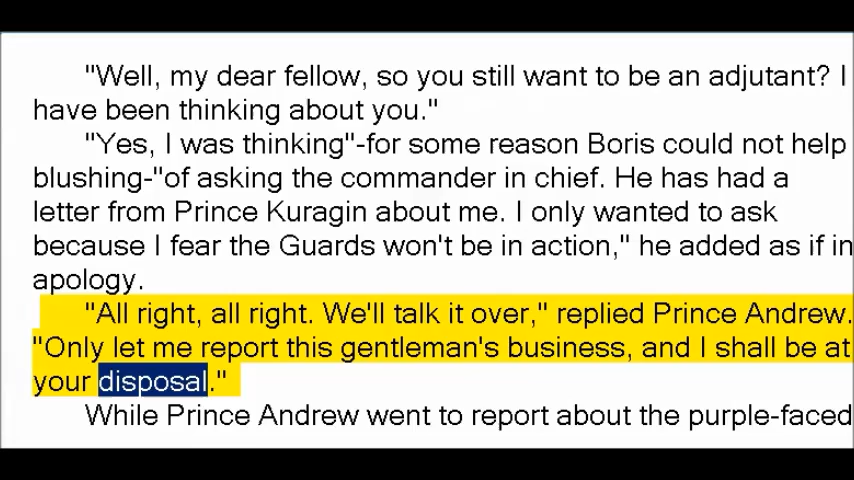 "Well, my dear fellow, so you still want to be an adjutant? I
have been thinking about you."
"Yes, I was thinking"-for some reason Boris could not help
blushing-"of asking the commander in chief. He has had a
letter from Prince Kuragin about me. I only wanted to ask
because I fear the Guards won't be in action," he added as if in
apology.
"All right, all right. We'll talk it over," replied Prince Andrew.
"Only let me report this gentleman's business, and I shall be at
your disposal."
While Prince Andrew went to report about the purple-faced